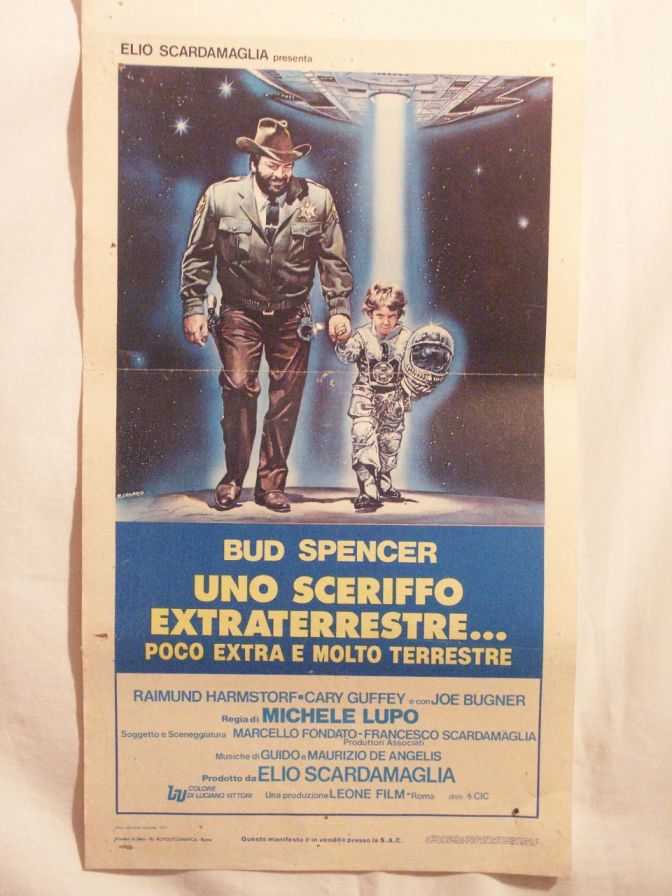 ELIO SCARDAMAGLIA presenta
BUD SPENCER
UNO SCERIFFO
EXTRATERRESTRE...
POCO EXTRA E MOLTO TERRESTRE
RAIMUND HARMSTORF-CARY GUFFEY e con JOE BUGNER
Regia di MICHELE LUPO
Soggetto e Sceneggiatura MARCELLO FONDATO-FRANCESCO SCARDAMAGLIA
Produttori Associati
Musiche di GUIDO e MAURIZIO DE ANGELIS
Prodotto da ELIO SCARDAMAGLIA
LV COLORE
DI LUCIANO VITTORI
Una produzione LEONE FILM-Roma distr CIC
Questo manifesto è in vendita presso la S.A.C.